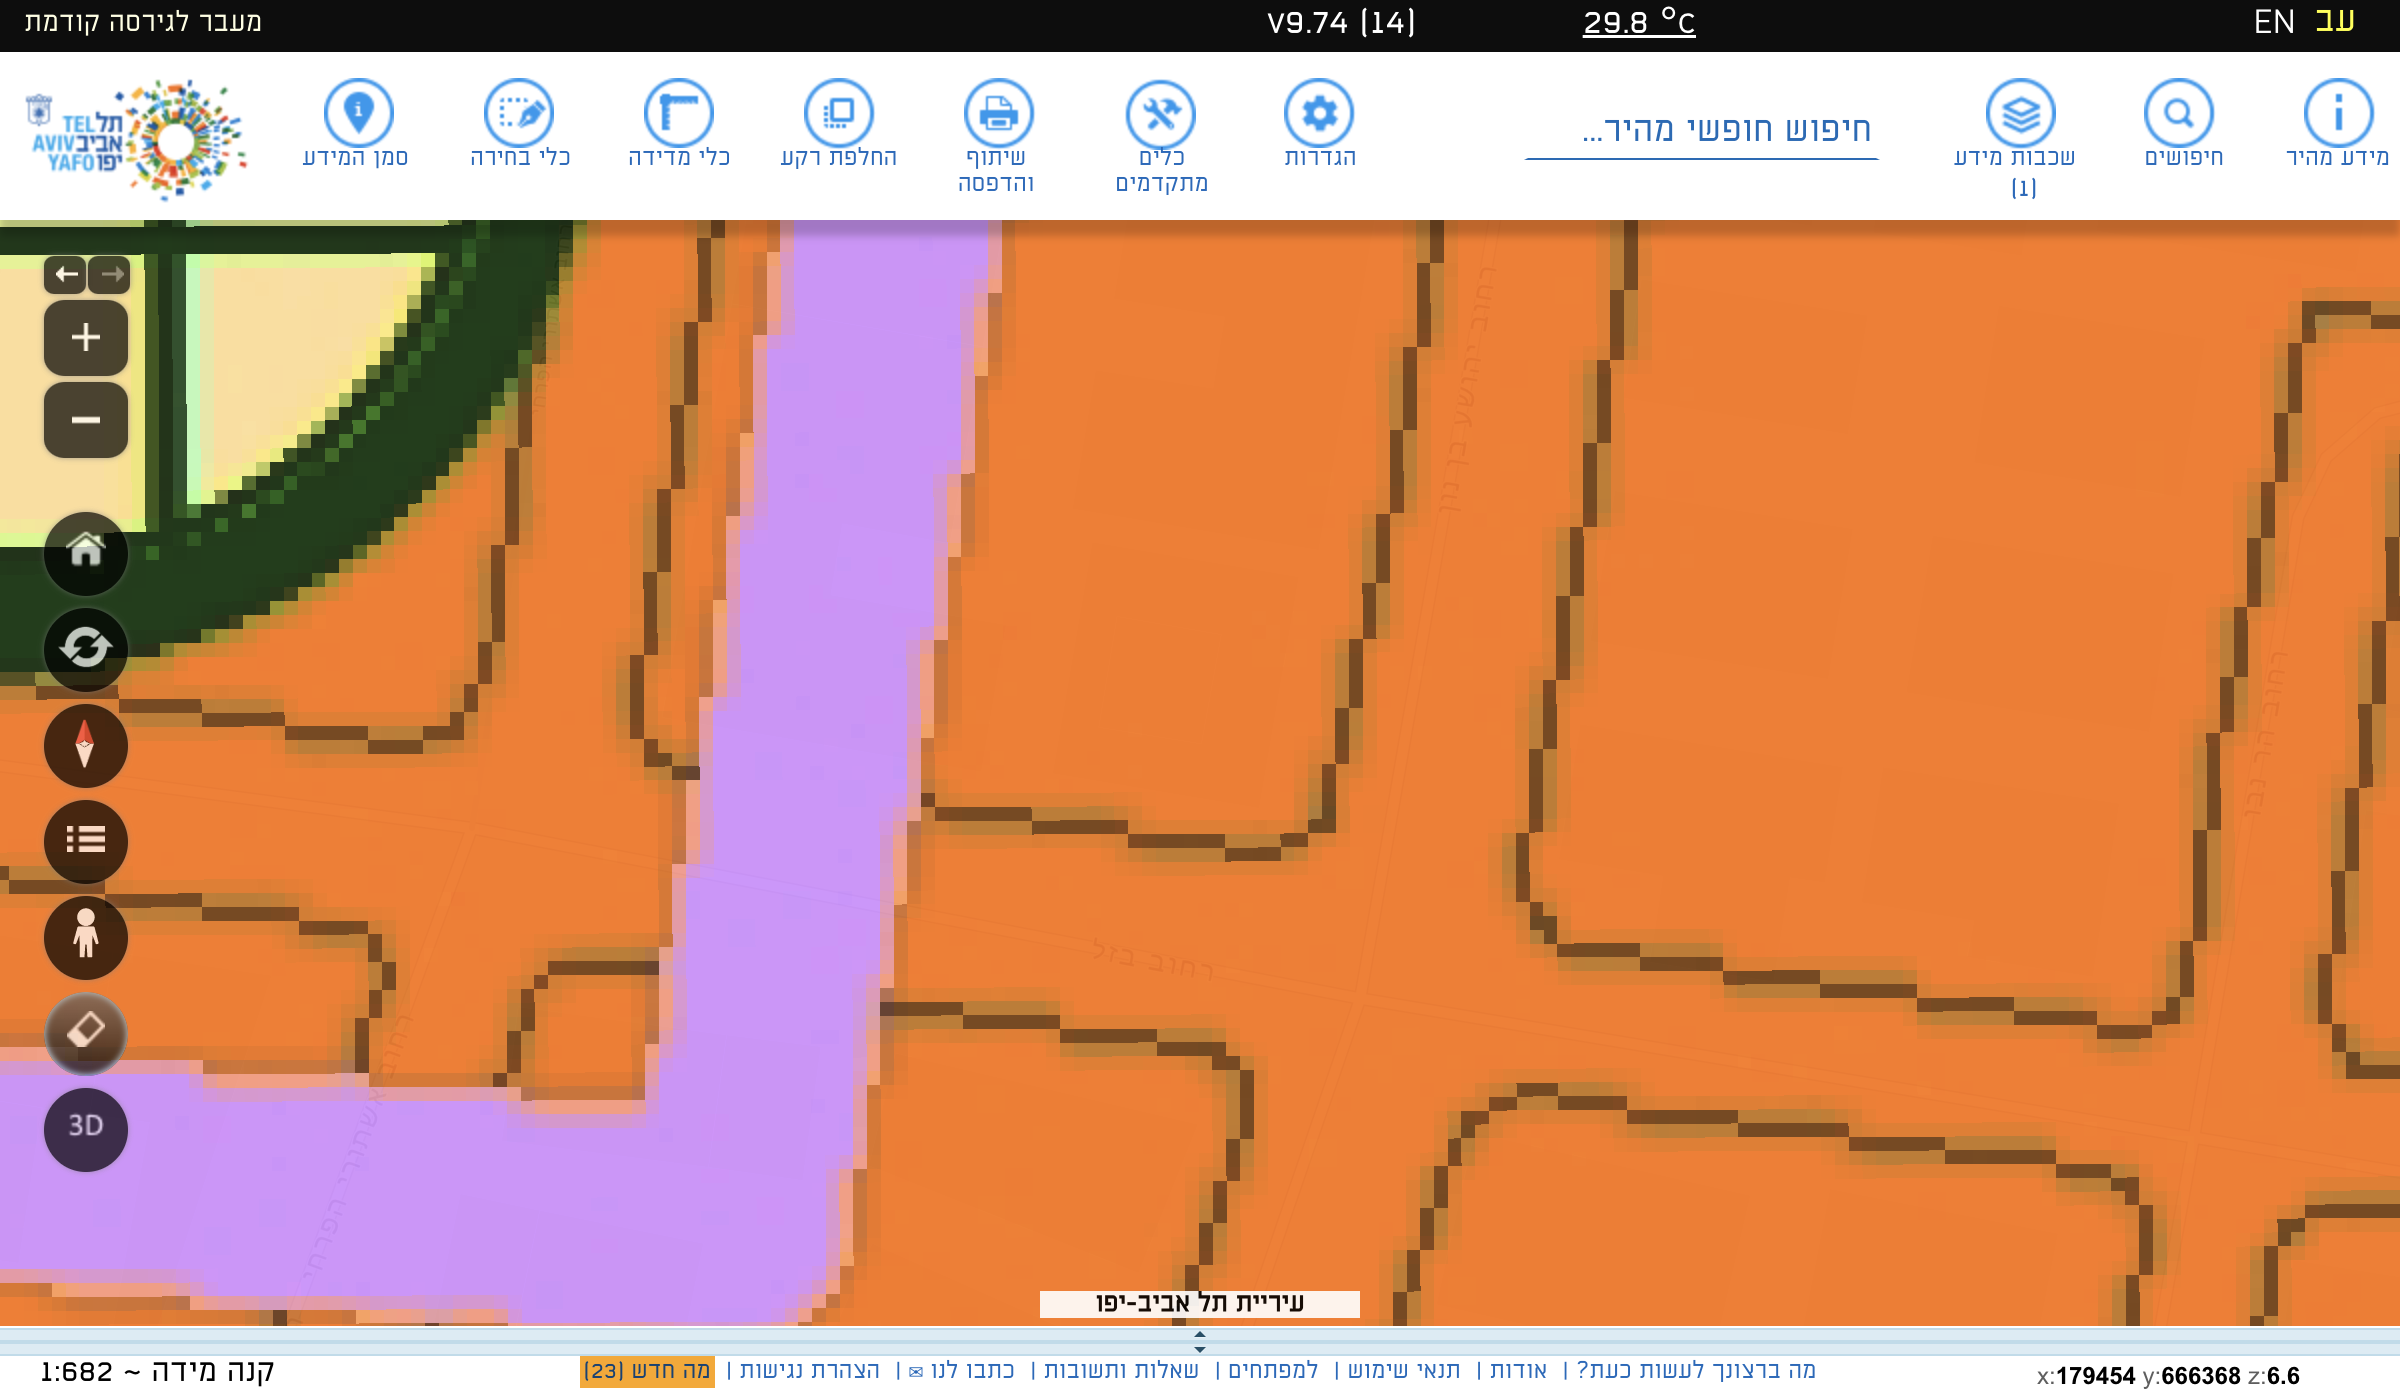 מעבר לגירסה קודמת
V9.74 (14)
29.8 °C
EN עב
תל TEL
אביב AVIV
יפו YAFO
סמן המידע
כלי בחירה
כלי מדידה
החלפת רקע
שיתוף והדפסה
כלים מתקדמים
הגדרות
חיפוש חופשי מהיר...
שכבות מידע (1)
חיפושים
מידע מהיר
רחוב יהושע בן נון
רחוב הר נבו
רחוב בזל
רחוב אשתורי הפרחי
3D
עיריית תל אביב-יפו
קנה מידה ~ 1:682
מה ברצונך לעשות כעת? | אודות | תנאי שימוש | למפתחים | שאלות ותשובות | כתבו לנו ✉ | הצהרת נגישות | מה חדש (23)
x:179454 y:666368 z:6.6